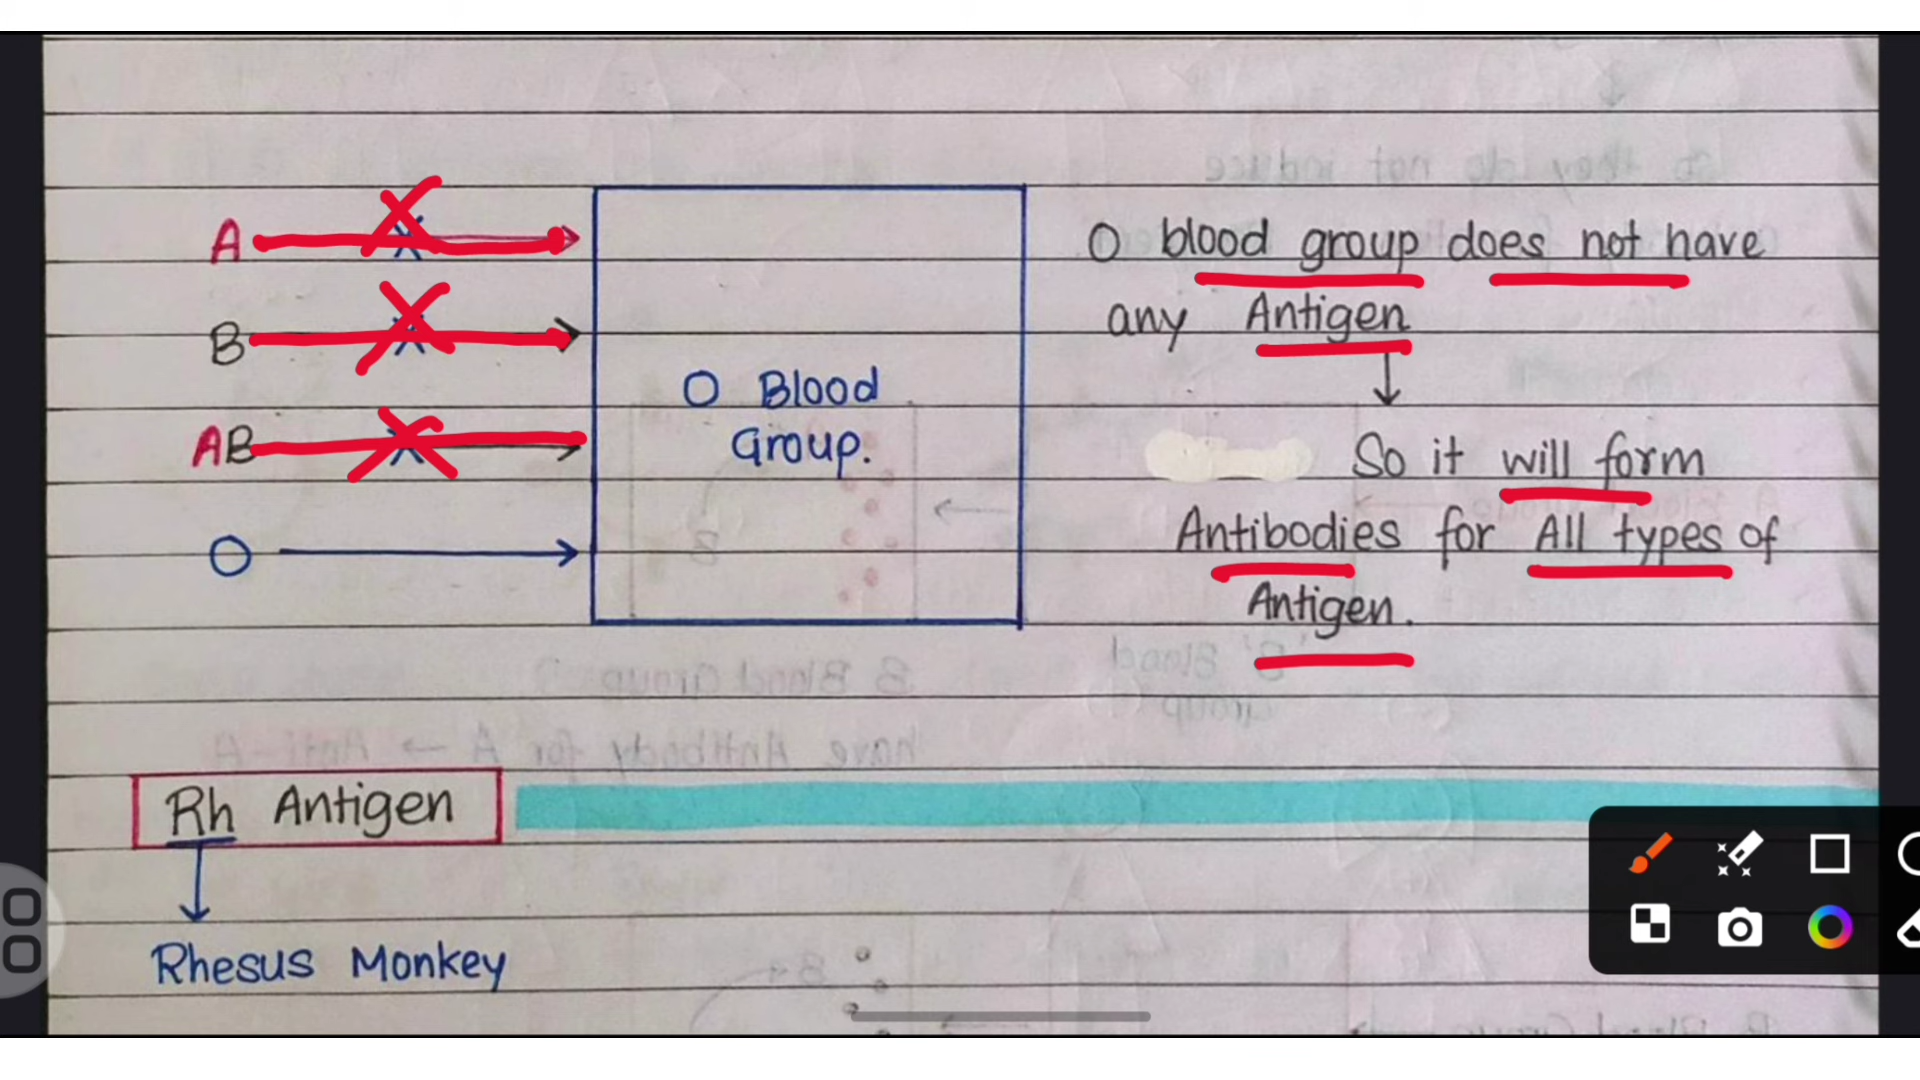 A
B
AB
O
O Blood
Group.
O blood group does not have
any Antigen
So it will form
Antibodies for All types of
Antigen.
Rh Antigen
Rhesus Monkey